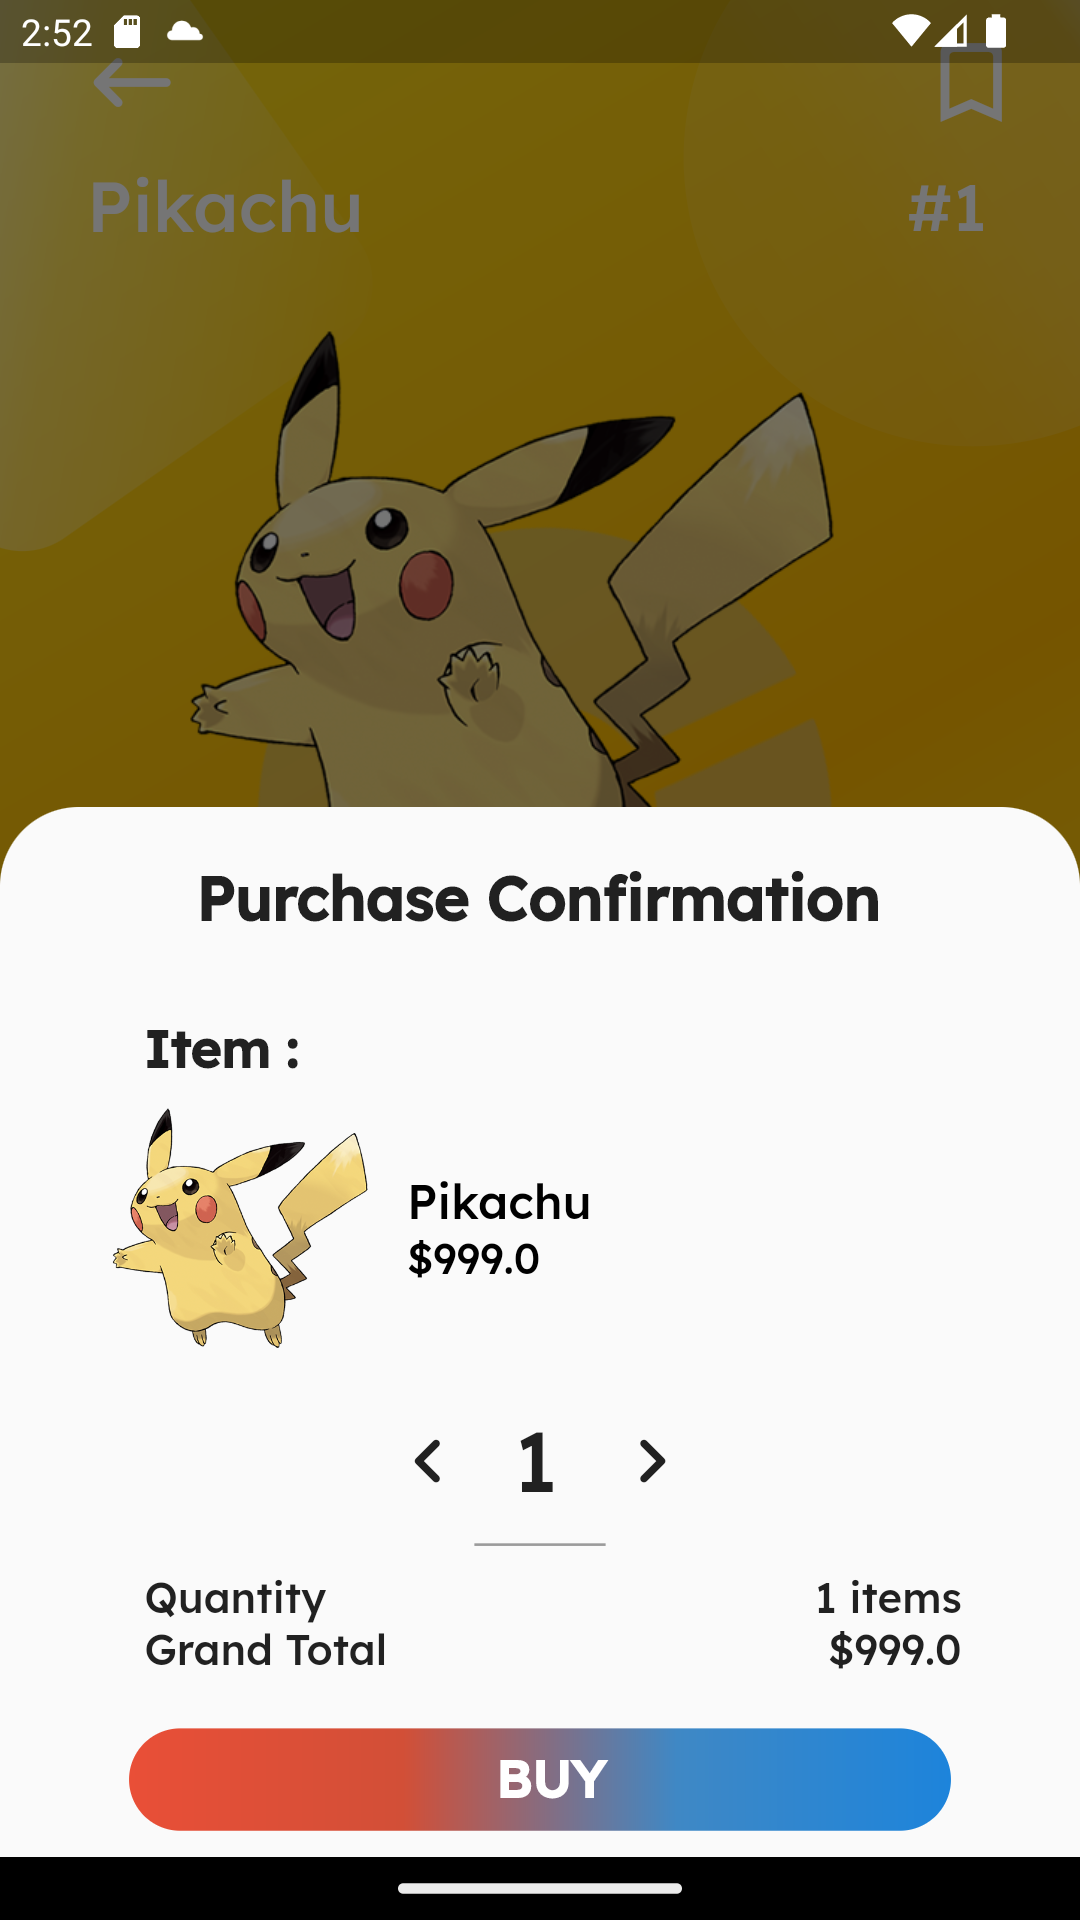 2:52
Pikachu #1
Purchase Confirmation
Item :
Pikachu
$999.0
1
Quantity 1 items
Grand Total $999.0
BUY